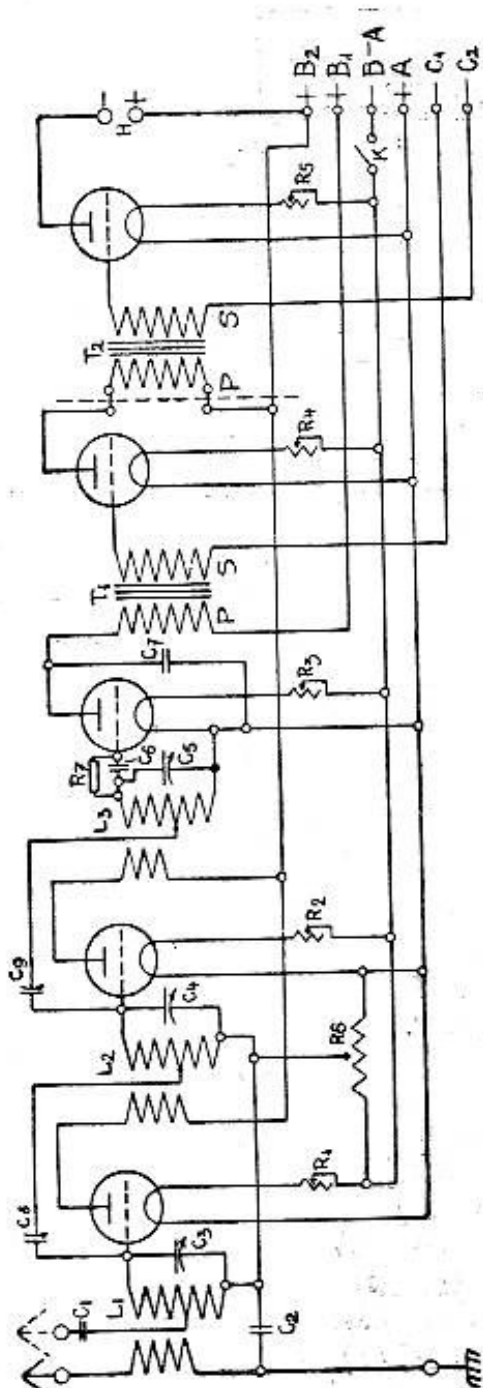 C1
L1
C8
C3
C2
R1
L2
C9
C4
R6
R2
L3
R7
C6
C5
C7
R3
T1
P
S
R4
T2
P
S
R5
-
H
+
K
+ B2
+ B1
B-A
+ A
C1
C2